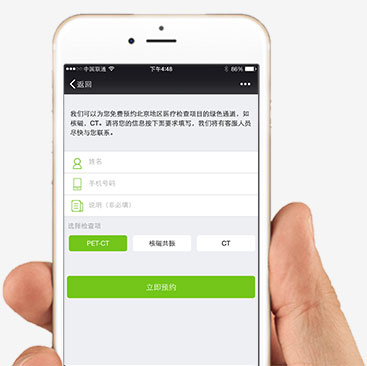 中国联通 下午4:48 86%
返回
我们可以为您免费预约北京地区医疗检查项目的绿色通道，如
核磁、CT。请将您的信息按下面要求填写，我们将有客服人员
尽快与您联系。
姓名
手机号码
说明（非必填）
选择检查项
PET-CT 核磁共振 CT
立即预约